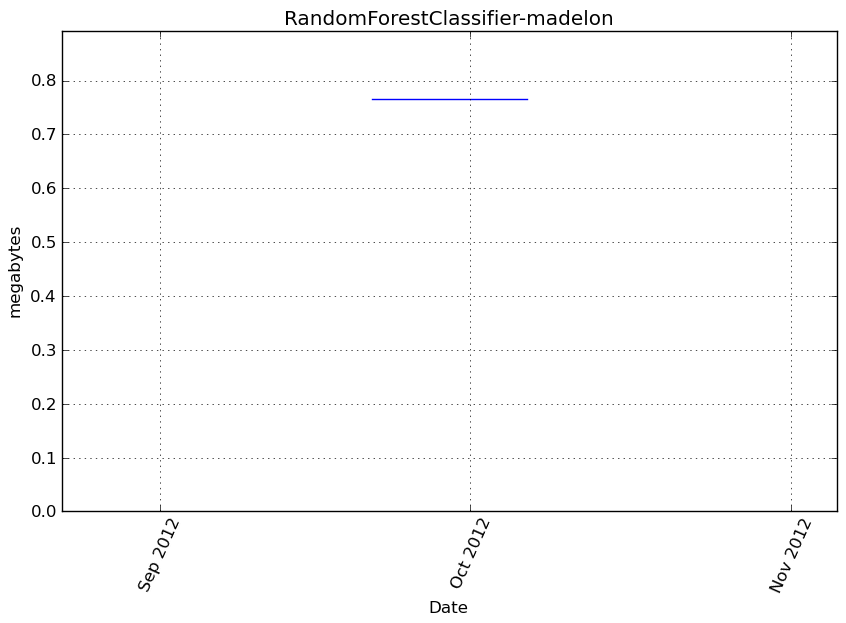 RandomForestClassifier-madelon
0.8
0.7
0.6
0.5
0.4
0.3
0.2
0.1
0.0
megabytes
Sep 2012
Oct 2012
Nov 2012
Date